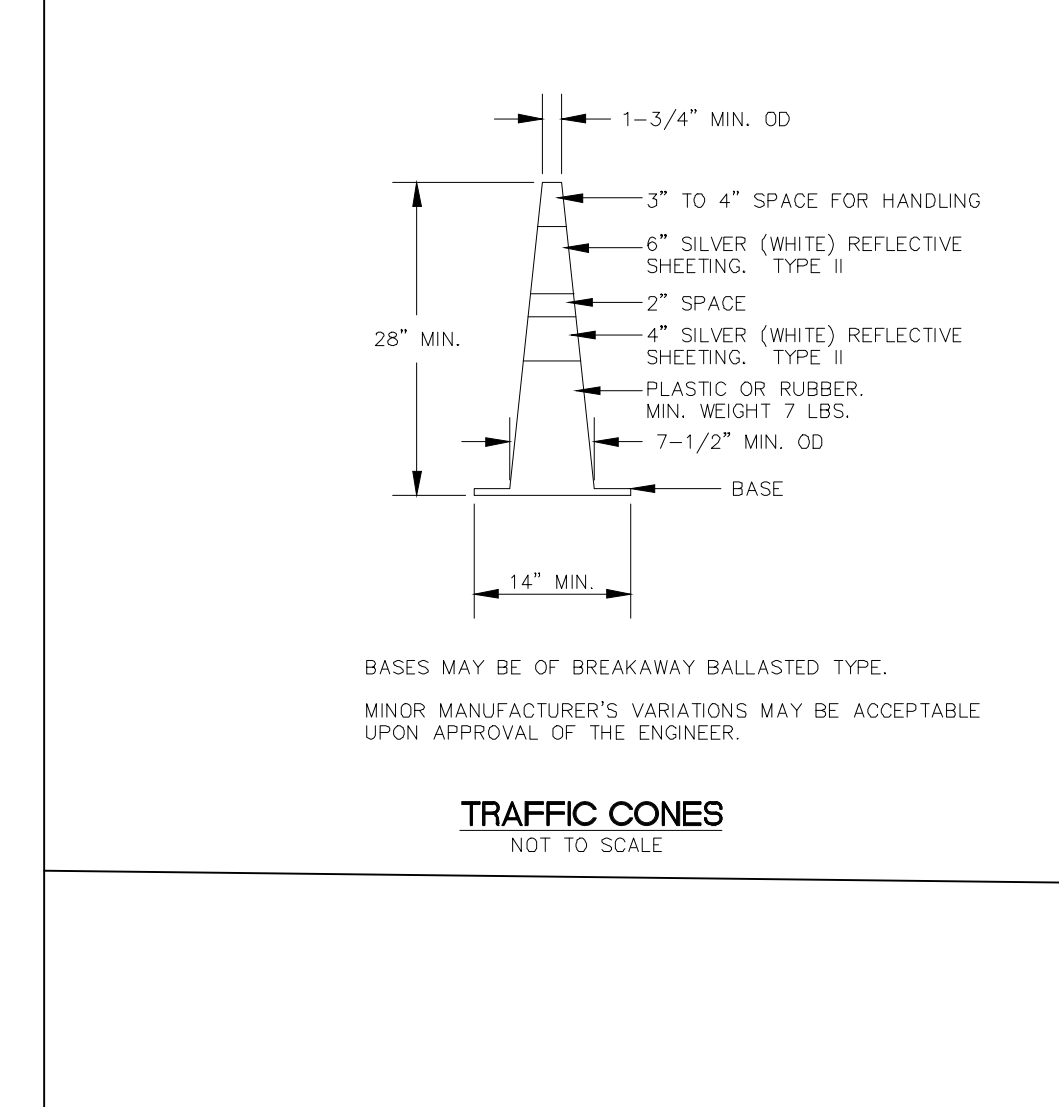 1-3/4" MIN. OD
3" TO 4" SPACE FOR HANDLING
6" SILVER (WHITE) REFLECTIVE
SHEETING. TYPE II
2" SPACE
28" MIN.
4" SILVER (WHITE) REFLECTIVE
SHEETING. TYPE II
PLASTIC OR RUBBER.
MIN. WEIGHT 7 LBS.
7-1/2" MIN. OD
BASE
14" MIN.
BASES MAY BE OF BREAKAWAY BALLASTED TYPE.
MINOR MANUFACTURER'S VARIATIONS MAY BE ACCEPTABLE
UPON APPROVAL OF THE ENGINEER.
TRAFFIC CONES
NOT TO SCALE